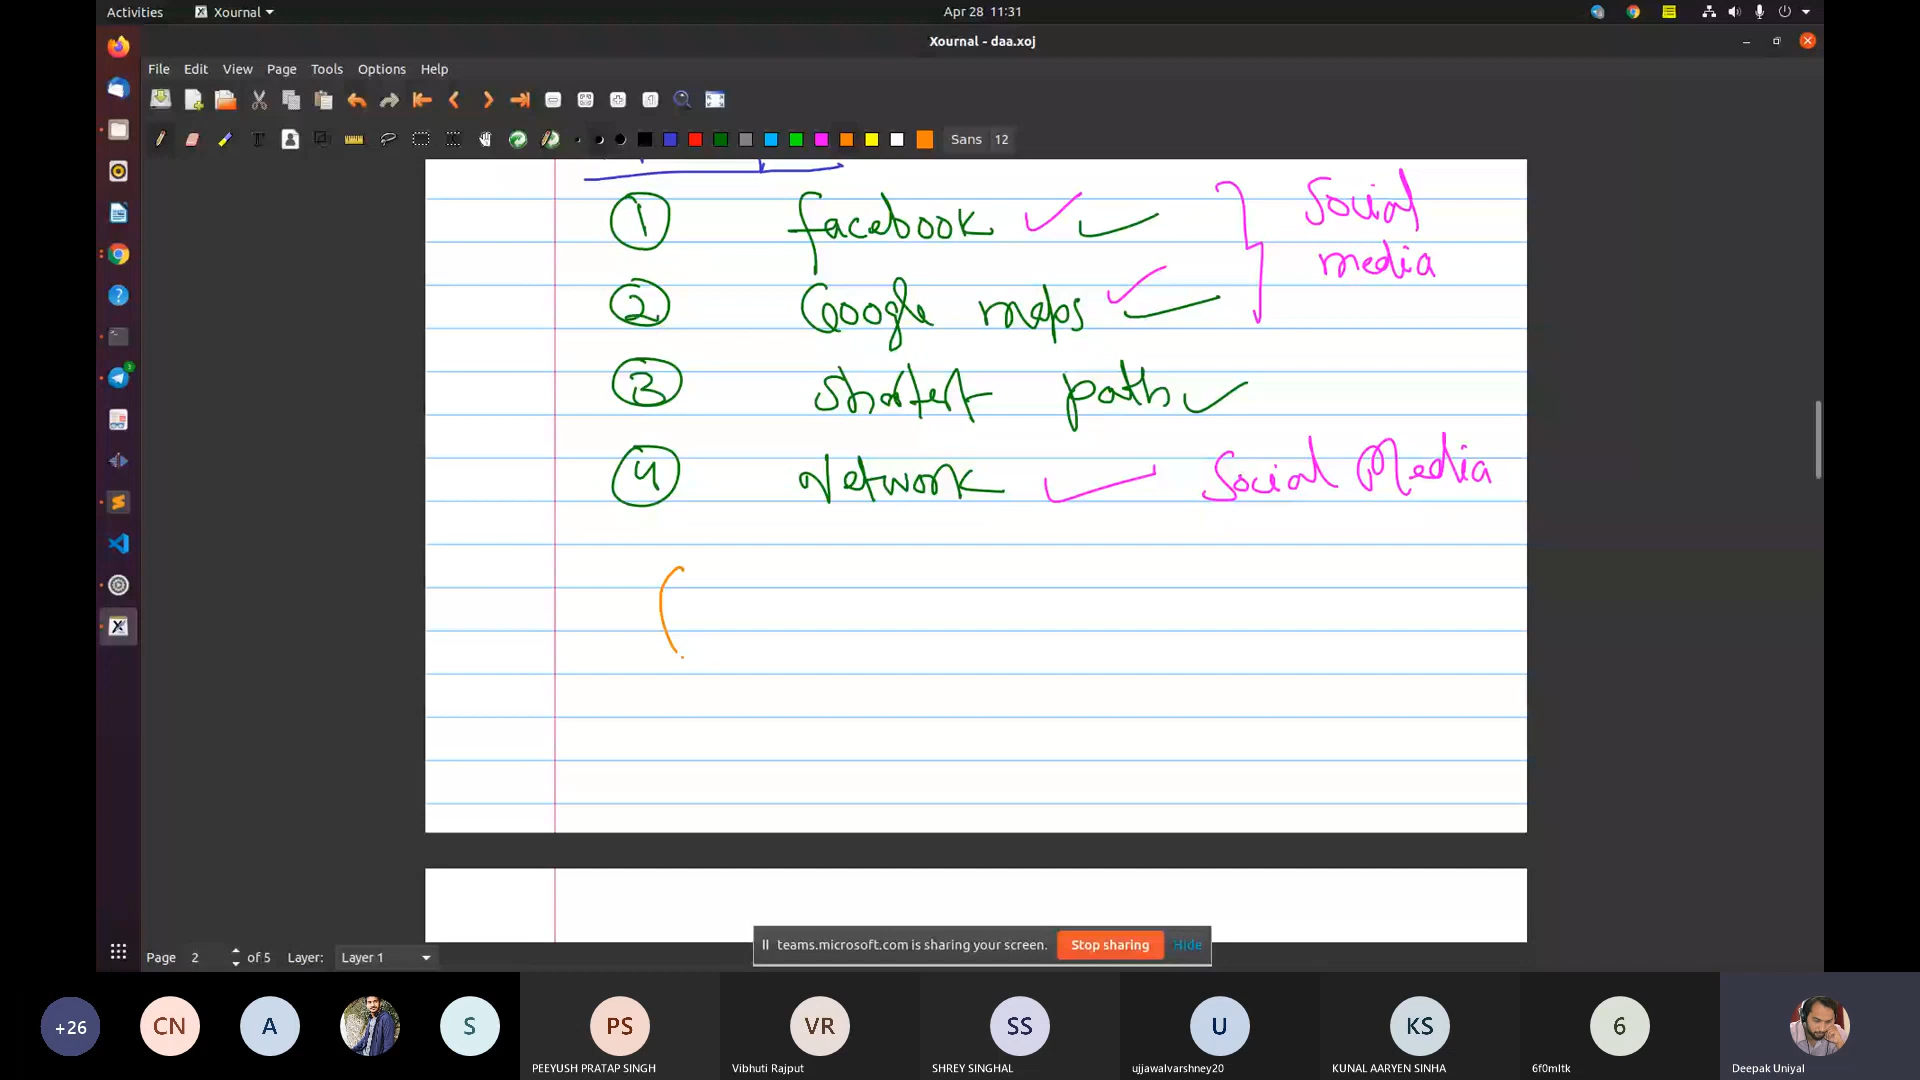 Activities Xournal Apr 28 11:31
Xournal - daa.xoj
File Edit View Page Tools Options Help
Sans 12
1 facebook Social
media
2 Google maps
3 shortest path
4 Network Social Media
Page 2 of 5 Layer: Layer 1
teams.microsoft.com is sharing your screen. Stop sharing Hide
+26 CN A S PS VR SS U KS 6
PEEYUSH PRATAP SINGH Vibhuti Rajput SHREY SINGHAL ujjawalvarshney20 KUNAL AARYEN SINHA 6f0mltk Deepak Uniyal